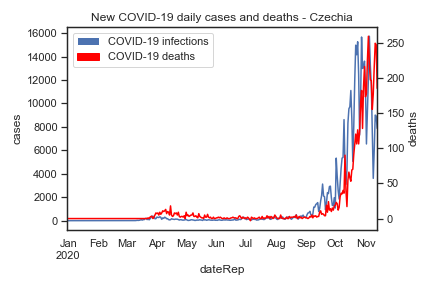 New COVID-19 daily cases and deaths - Czechia
COVID-19 infections
COVID-19 deaths
16000
14000
12000
10000
8000
6000
4000
2000
0
cases
250
200
150
100
50
0
deaths
Jan Feb Mar Apr May Jun Jul Aug Sep Oct Nov
2020
dateRep